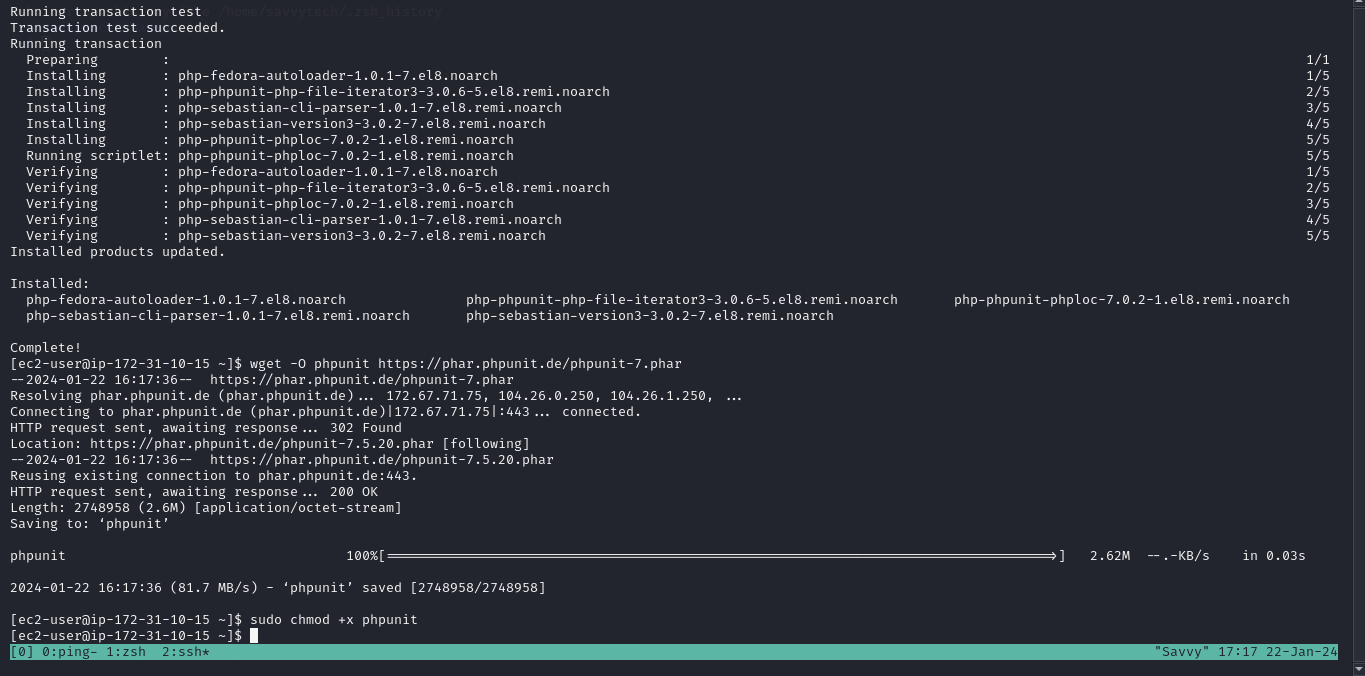 Running transaction test /home/savvytech/.zsh_history
Transaction test succeeded.
Running transaction
  Preparing        :                                                                                                                                              1/1
  Installing       : php-fedora-autoloader-1.0.1-7.el8.noarch                                                                                                     1/5
  Installing       : php-phpunit-php-file-iterator3-3.0.6-5.el8.remi.noarch                                                                                       2/5
  Installing       : php-sebastian-cli-parser-1.0.1-7.el8.remi.noarch                                                                                             3/5
  Installing       : php-sebastian-version3-3.0.2-7.el8.remi.noarch                                                                                               4/5
  Installing       : php-phpunit-phploc-7.0.2-1.el8.remi.noarch                                                                                                   5/5
  Running scriptlet: php-phpunit-phploc-7.0.2-1.el8.remi.noarch                                                                                                   5/5
  Verifying        : php-fedora-autoloader-1.0.1-7.el8.noarch                                                                                                     1/5
  Verifying        : php-phpunit-php-file-iterator3-3.0.6-5.el8.remi.noarch                                                                                       2/5
  Verifying        : php-phpunit-phploc-7.0.2-1.el8.remi.noarch                                                                                                   3/5
  Verifying        : php-sebastian-cli-parser-1.0.1-7.el8.remi.noarch                                                                                             4/5
  Verifying        : php-sebastian-version3-3.0.2-7.el8.remi.noarch                                                                                               5/5
Installed products updated.

Installed:
  php-fedora-autoloader-1.0.1-7.el8.noarch               php-phpunit-php-file-iterator3-3.0.6-5.el8.remi.noarch       php-phpunit-phploc-7.0.2-1.el8.remi.noarch
  php-sebastian-cli-parser-1.0.1-7.el8.remi.noarch       php-sebastian-version3-3.0.2-7.el8.remi.noarch

Complete!
[ec2-user@ip-172-31-10-15 ~]$ wget -O phpunit https://phar.phpunit.de/phpunit-7.phar
--2024-01-22 16:17:36--  https://phar.phpunit.de/phpunit-7.phar
Resolving phar.phpunit.de (phar.phpunit.de)... 172.67.71.75, 104.26.0.250, 104.26.1.250, ...
Connecting to phar.phpunit.de (phar.phpunit.de)|172.67.71.75|:443... connected.
HTTP request sent, awaiting response... 302 Found
Location: https://phar.phpunit.de/phpunit-7.5.20.phar [following]
--2024-01-22 16:17:36--  https://phar.phpunit.de/phpunit-7.5.20.phar
Reusing existing connection to phar.phpunit.de:443.
HTTP request sent, awaiting response... 200 OK
Length: 2748958 (2.6M) [application/octet-stream]
Saving to: ‘phpunit’

phpunit                                   100%[===================================================================================>]   2.62M  --.-KB/s    in 0.03s

2024-01-22 16:17:36 (81.7 MB/s) - ‘phpunit’ saved [2748958/2748958]

[ec2-user@ip-172-31-10-15 ~]$ sudo chmod +x phpunit
[ec2-user@ip-172-31-10-15 ~]$
[0] 0:ping- 1:zsh  2:ssh*                                                                                                                      "Savvy" 17:17 22-Jan-24